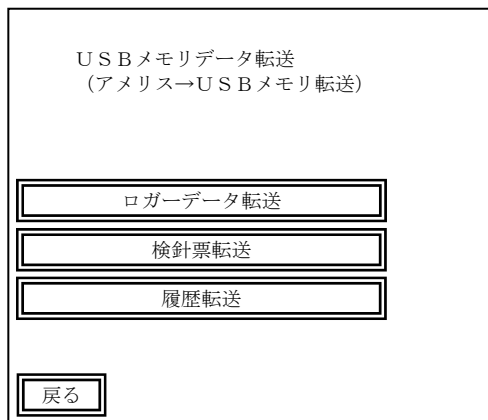 ＵＳＢメモリデータ転送
（アメリス→ＵＳＢメモリ転送）
ロガーデータ転送
検針票転送
履歴転送
戻る